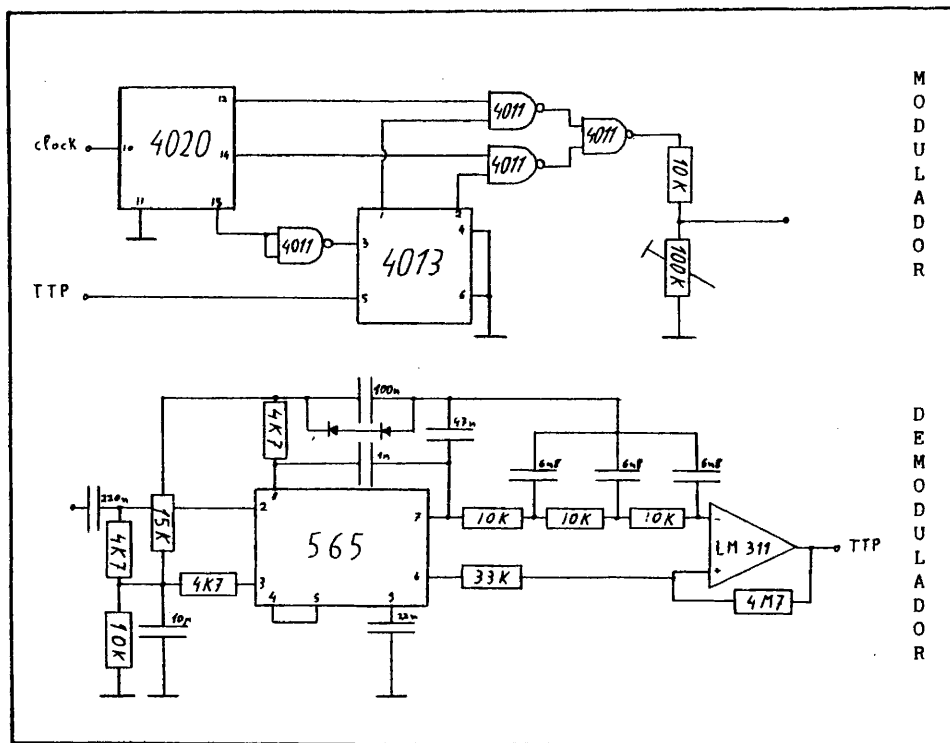 MODULADOR
clock
10
4020
12
14
15
11
4011
4011
4011
4011
3
1
2
4013
4
6
5
TTP
10K
100K
DEMODULADOR
100n
4K7
47n
1n
8
6n8
6n8
6n8
220n
15K
2
565
7
10K
10K
10K
-
+
LM 311
TTP
4K7
4K7
3
6
33K
4M7
4
5
9
22n
10µ
10K